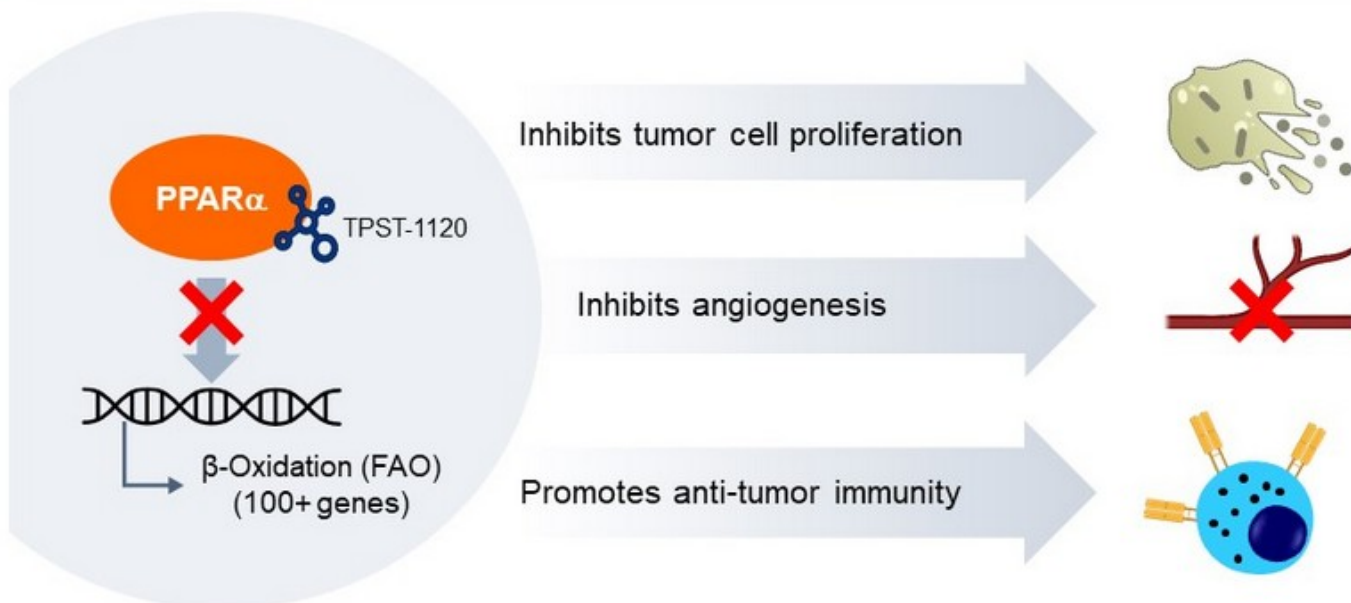 PPARα
TPST-1120
β-Oxidation (FAO)
(100+ genes)
Inhibits tumor cell proliferation
Inhibits angiogenesis
Promotes anti-tumor immunity